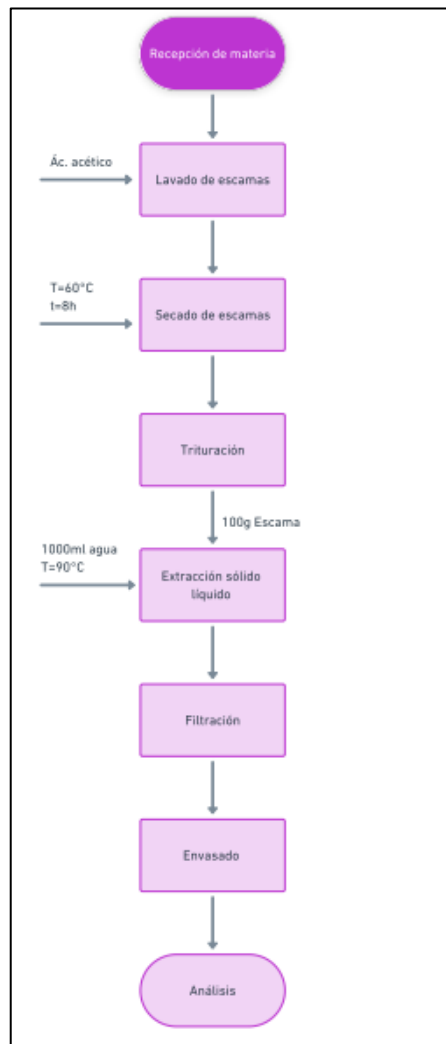 Recepción de materia
Ác. acético
Lavado de escamas
T=60°C
t=8h
Secado de escamas
Trituración
100g Escama
1000ml agua
T=90°C
Extracción sólido
líquido
Filtración
Envasado
Análisis